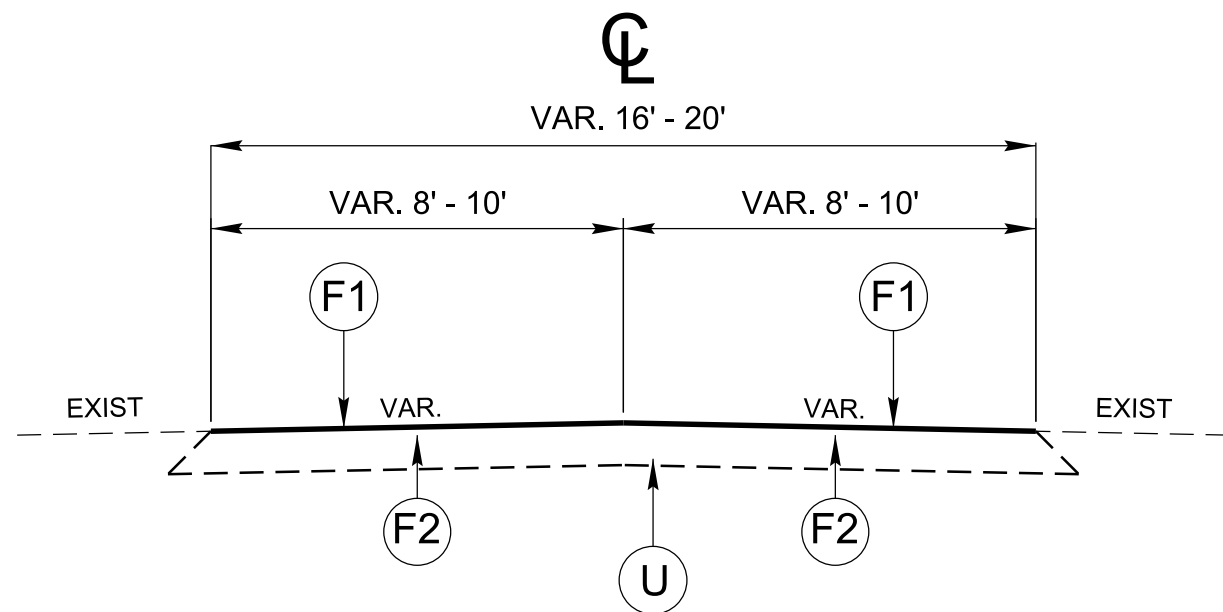 ℄
VAR. 16' - 20'
VAR. 8' - 10' VAR. 8' - 10'
F1 F1
EXIST VAR. VAR. EXIST
F2 F2
U